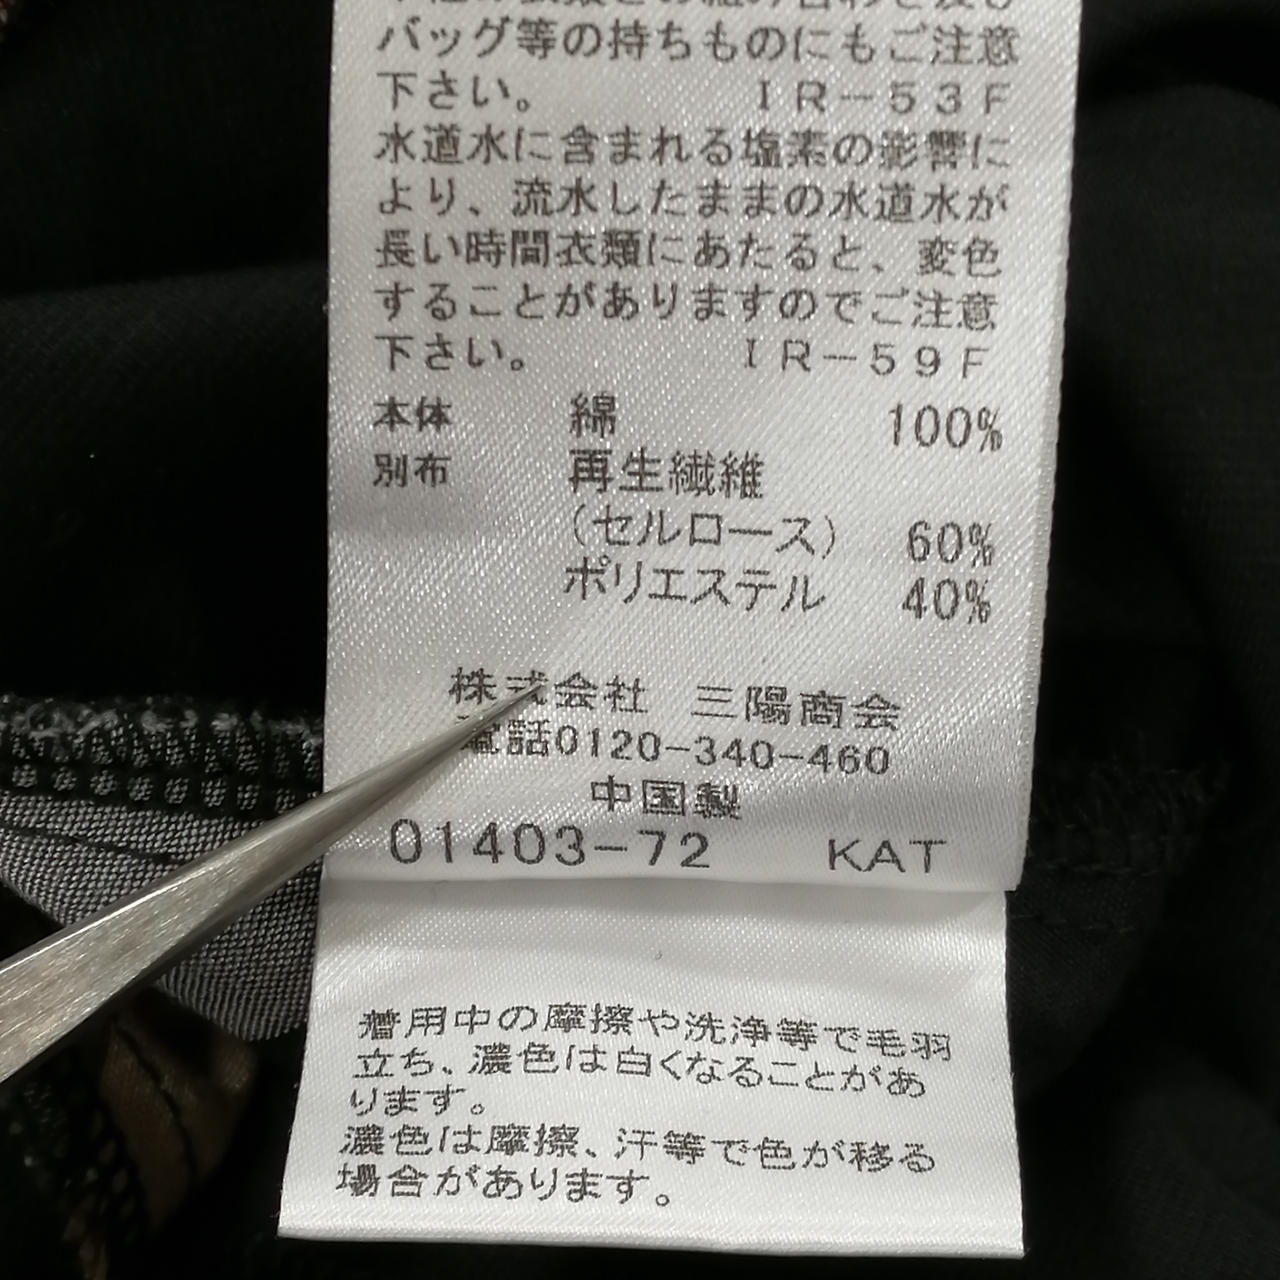 バッグ等の持ちものにもご注意
下さい。 IR-53F
水道水に含まれる塩素の影響に
より、流水したままの水道水が
長い時間衣類にあたると、変色
することがありますのでご注意
下さい。 IR-59F
本体 綿 100%
別布 再生繊維
(セルロース) 60%
ポリエステル 40%
株式会社 三陽商会
電話0120-340-460
中国製
01403-72 KAT
着用中の摩擦や洗浄等で毛羽
立ち、濃色は白くなることがあ
ります。
濃色は摩擦、汗等で色が移る
場合があります。